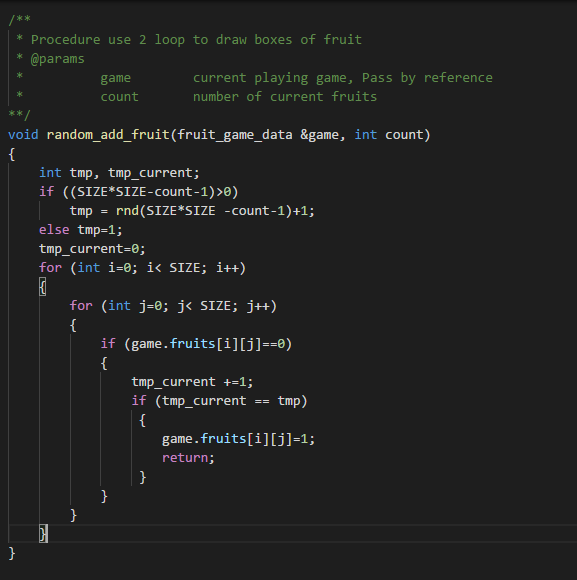 /**
 * Procedure use 2 loop to draw boxes of fruit
 * @params
 *          game        current playing game, Pass by reference
 *          count       number of current fruits
**/
void random_add_fruit(fruit_game_data &game, int count)
{
    int tmp, tmp_current;
    if ((SIZE*SIZE-count-1)>0)
        tmp = rnd(SIZE*SIZE -count-1)+1;
    else tmp=1;
    tmp_current=0;
    for (int i=0; i< SIZE; i++)
    {
        for (int j=0; j< SIZE; j++)
        {
            if (game.fruits[i][j]==0)
            {
                tmp_current +=1;
                if (tmp_current == tmp)
                 {
                    game.fruits[i][j]=1;
                    return;
                 }
            }
        }
    }
}